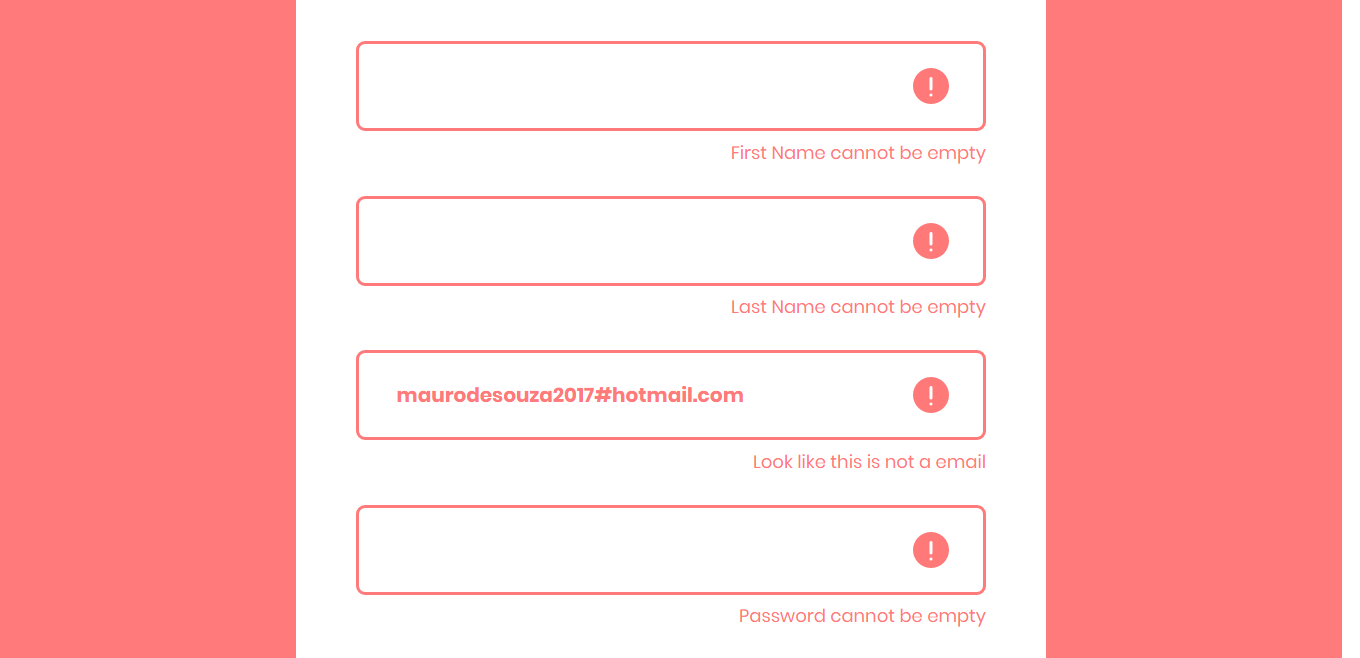 First Name cannot be empty
Last Name cannot be empty
maurodesouza2017#hotmail.com
Look like this is not a email
Password cannot be empty